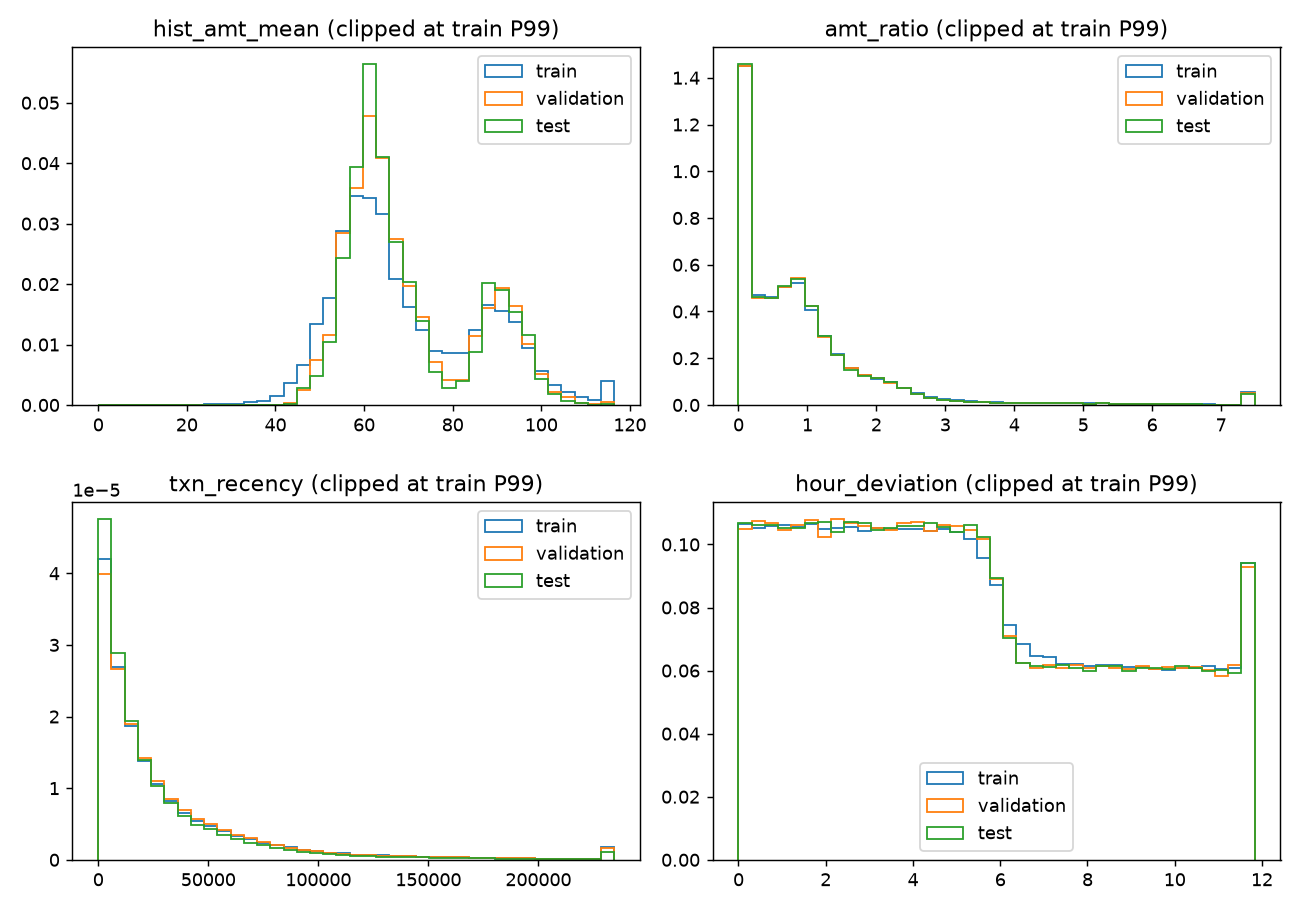 hist_amt_mean (clipped at train P99)
train
validation
test
0.05
0.04
0.03
0.02
0.01
0.00
0 20 40 60 80 100 120
amt_ratio (clipped at train P99)
train
validation
test
1.4
1.2
1.0
0.8
0.6
0.4
0.2
0.0
0 1 2 3 4 5 6 7
txn_recency (clipped at train P99)
1e−5
train
validation
test
4
3
2
1
0
0 50000 100000 150000 200000
hour_deviation (clipped at train P99)
0.10
0.08
0.06
0.04
0.02
0.00
train
validation
test
0 2 4 6 8 10 12